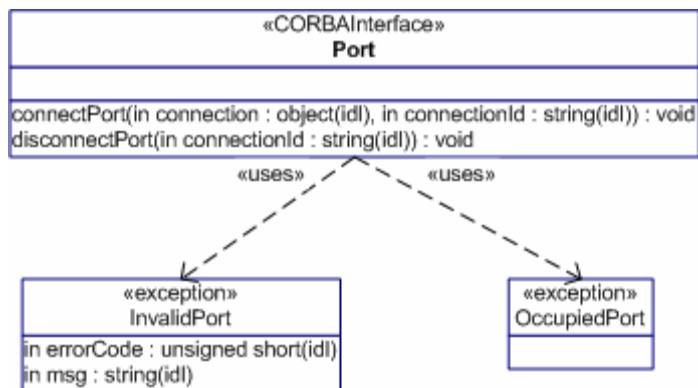 «CORBAInterface»
Port
connectPort(in connection : object(idl), in connectionId : string(idl)) : void
disconnectPort(in connectionId : string(idl)) : void
«uses» «uses»
«exception»
InvalidPort
in errorCode : unsigned short(idl)
in msg : string(idl)
«exception»
OccupiedPort